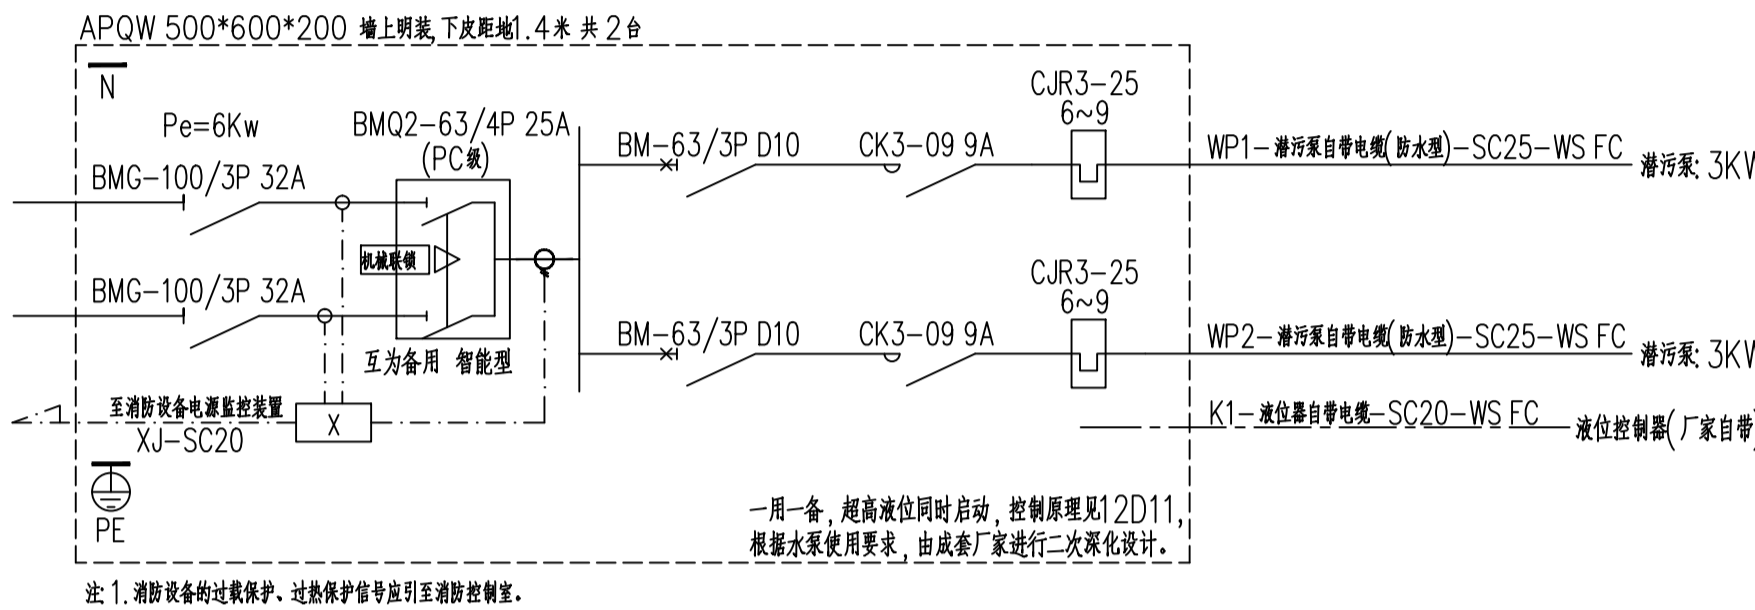 APQW 500*600*200 墙上明装,下皮距地1.4米 共 2台
N
Pe=6Kw
BMQ2-63/4P 25A
(PC级)
CJR3-25
6~9
BMG-100/3P 32A
BM-63/3P D10
CK3-09 9A
WP1-潜污泵自带电缆(防水型)-SC25-WS FC
潜污泵: 3KW
机械联锁
BMG-100/3P 32A
CJR3-25
6~9
BM-63/3P D10
CK3-09 9A
WP2-潜污泵自带电缆(防水型)-SC25-WS FC
潜污泵: 3KW
互为备用 智能型
至消防设备电源监控装置
X
XJ-SC20
K1-液位器自带电缆-SC20-WS FC
液位控制器(厂家自带
PE
一用一备,超高液位同时启动,控制原理见12D11,
根据水泵使用要求,由成套厂家进行二次深化设计。
注:1.消防设备的过载保护、过热保护信号应引至消防控制室。